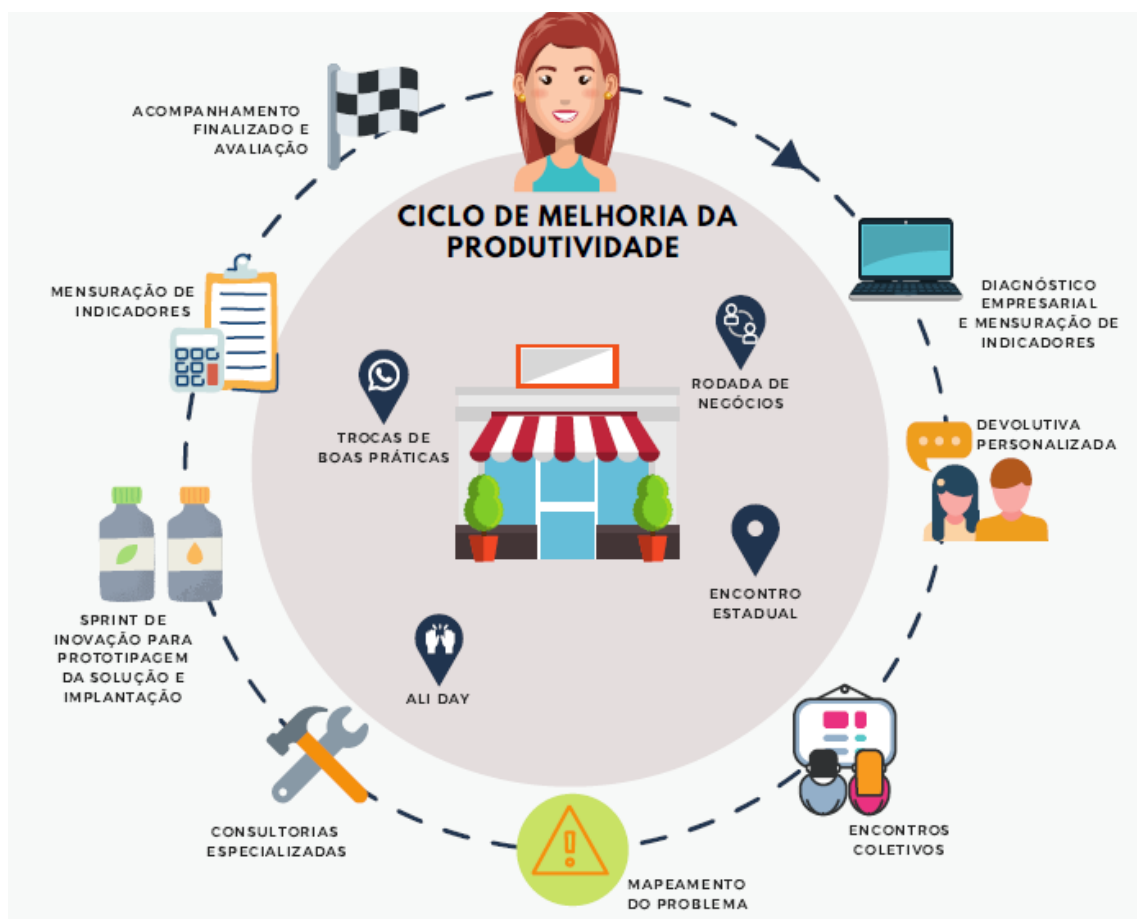 CICLO DE MELHORIA DA
PRODUTIVIDADE
DIAGNÓSTICO
EMPRESARIAL
E MENSURAÇÃO DE
INDICADORES
DEVOLUTIVA
PERSONALIZADA
ENCONTROS
COLETIVOS
MAPEAMENTO
DO PROBLEMA
CONSULTORIAS
ESPECIALIZADAS
SPRINT DE
INOVAÇÃO PARA
PROTOTIPAGEM
DA SOLUÇÃO E
IMPLANTAÇÃO
MENSURAÇÃO DE
INDICADORES
ACOMPANHAMENTO
FINALIZADO E
AVALIAÇÃO
RODADA DE
NEGÓCIOS
TROCAS DE
BOAS PRÁTICAS
ENCONTRO
ESTADUAL
ALI DAY